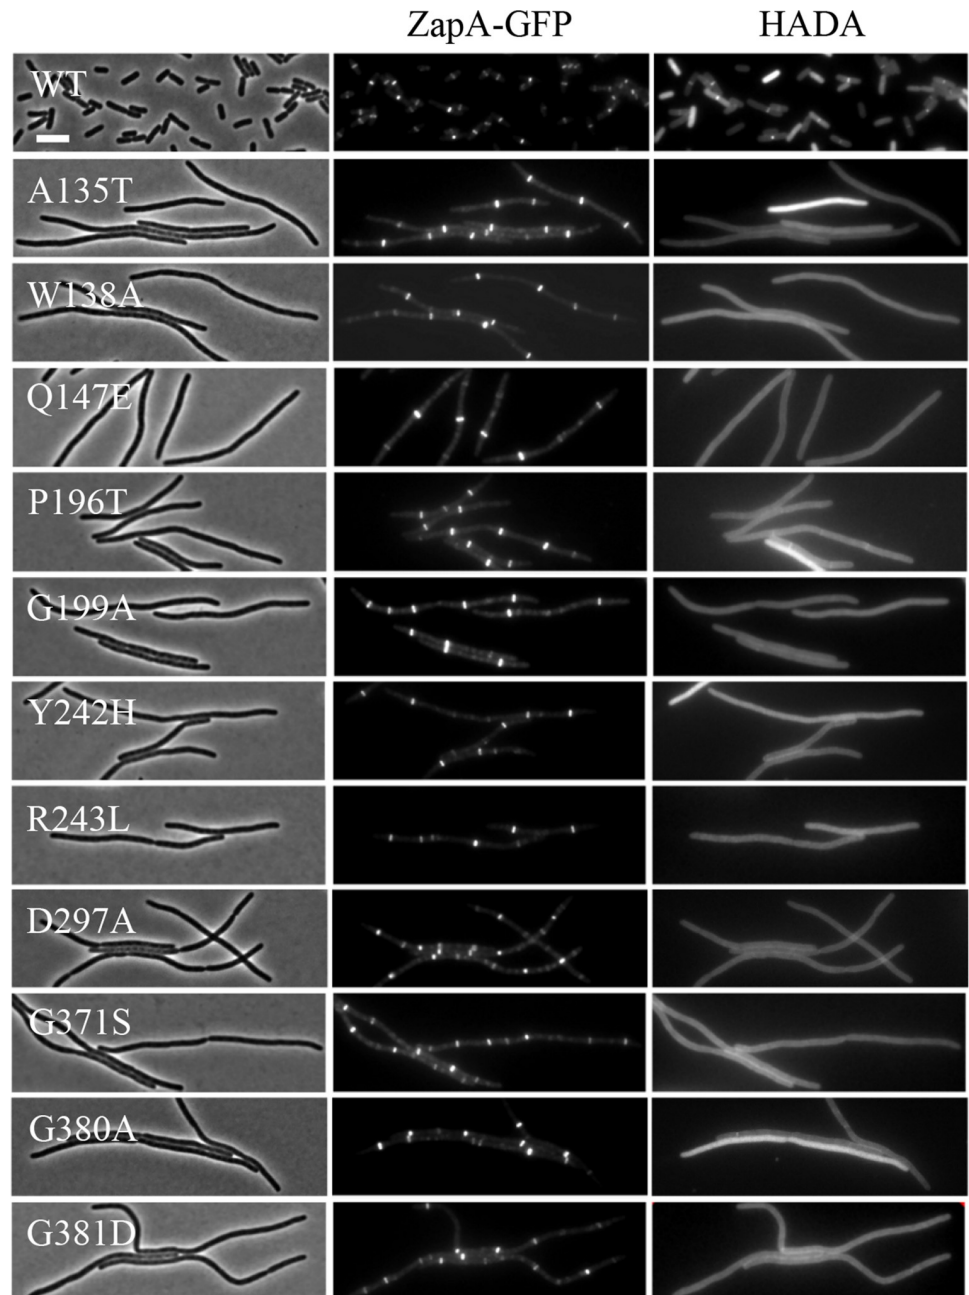 ZapA-GFP HADA
WT
A135T
W138A
Q147E
P196T
G199A
Y242H
R243L
D297A
G371S
G380A
G381D